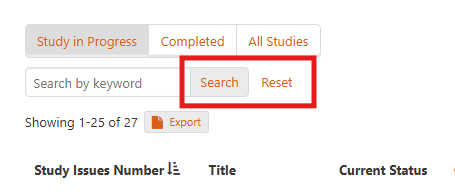 Study in Progress Completed All Studies
Search by keyword Search Reset
Showing 1-25 of 27 Export
Study Issues Number Title Current Status